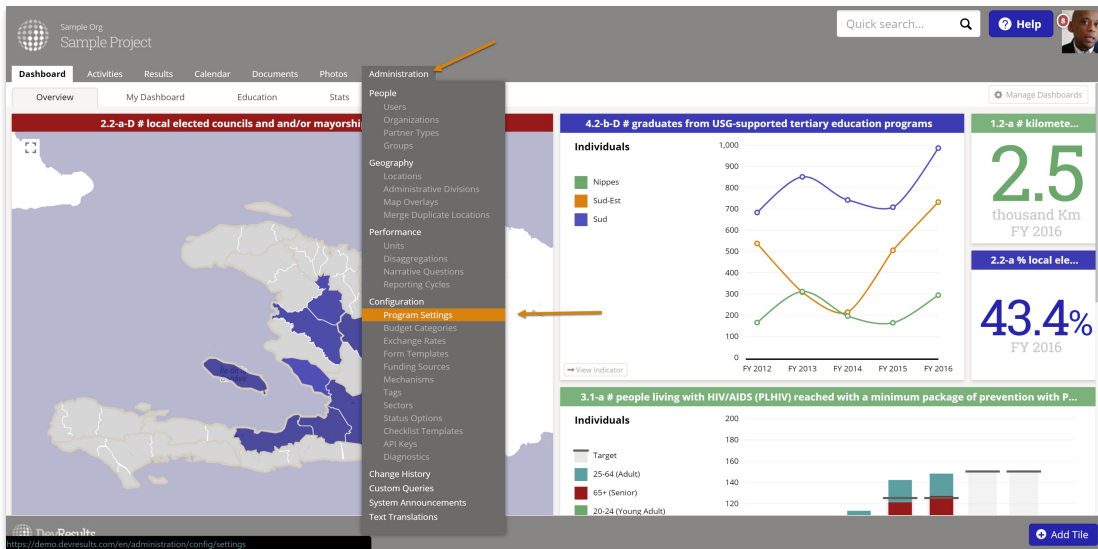 Sample Org
Sample Project
Quick search...
Help
8
Dashboard Activities Results Calendar Documents Photos Administration
Overview My Dashboard Education Stats
Manage Dashboards
People
Users
Organizations
Partner Types
Groups
Geography
Locations
Administrative Divisions
Map Overlays
Merge Duplicate Locations
Performance
Units
Disaggregations
Narrative Questions
Reporting Cycles
Configuration
Program Settings
Budget Categories
Exchange Rates
Form Templates
Funding Sources
Mechanisms
Tags
Sectors
Status Options
Checklist Templates
API Keys
Diagnostics
Change History
Custom Queries
System Announcements
Text Translations
2.2-a-D # local elected councils and and/or mayorshi
4.2-b-D # graduates from USG-supported tertiary education programs
Individuals
Nippes
Sud-Est
Sud
1,000
900
800
700
600
500
400
300
200
100
0
FY 2012 FY 2013 FY 2014 FY 2015 FY 2016
View Indicator
1.2-a # kilomete...
2.5
thousand Km
FY 2016
2.2-a % local ele...
43.4%
FY 2016
3.1-a # people living with HIV/AIDS (PLHIV) reached with a minimum package of prevention with P...
Individuals
Target
25-64 (Adult)
65+ (Senior)
20-24 (Young Adult)
200
180
160
140
120
DevResults
https://demo.devresults.com/en/administration/config/settings
Add Tile